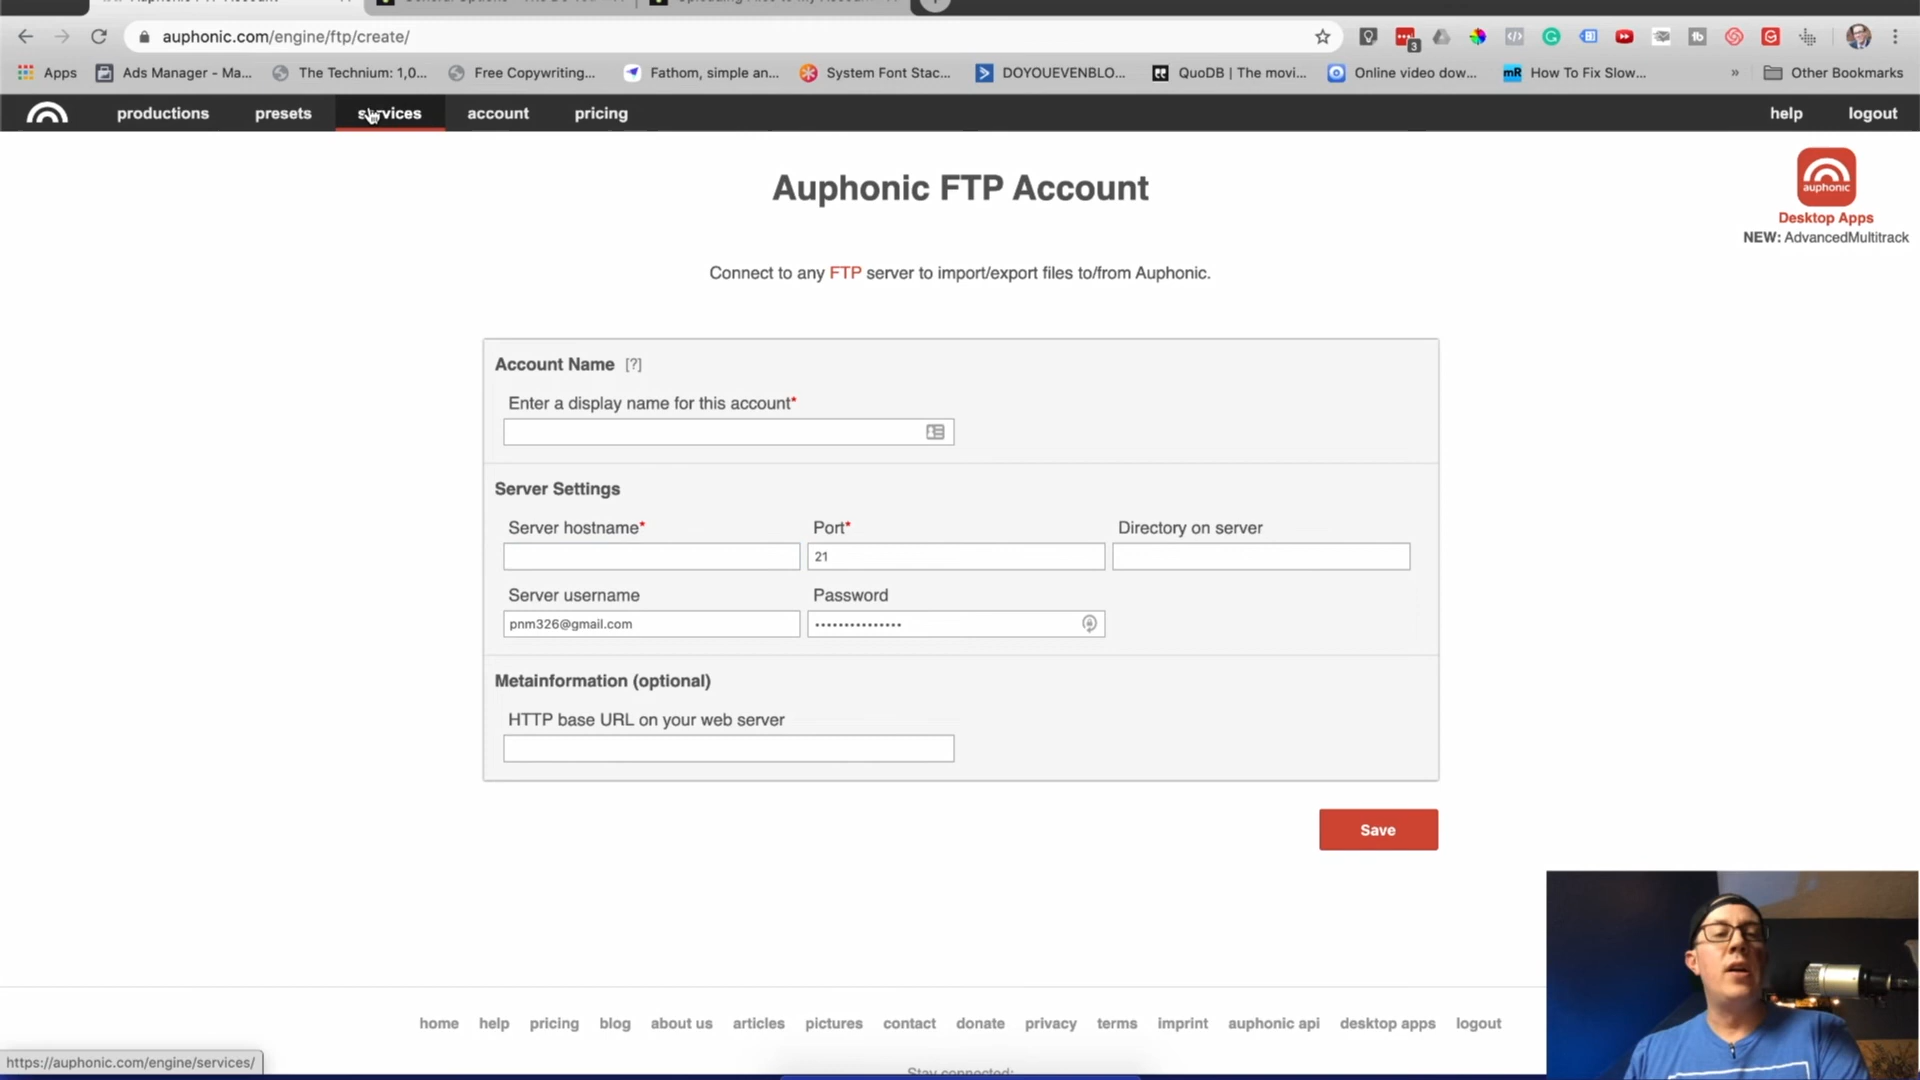 auphonic.com/engine/ftp/create/
3
Apps
Ads Manager - Ma...
The Technium: 1,0...
Free Copywriting...
Fathom, simple an...
System Font Stac...
DOYOUEVENBLO...
QuoDB | The movi...
Online video dow...
mR
How To Fix Slow...
»
Other Bookmarks
productions
presets
services
account
pricing
help
logout
Auphonic FTP Account
auphonic
Desktop Apps
NEW: AdvancedMultitrack
Connect to any FTP server to import/export files to/from Auphonic.
Account Name [?]
Enter a display name for this account*
Server Settings
Server hostname*
Port*
Directory on server
21
Server username
Password
pnm326@gmail.com
•••••••••••••••
Metainformation (optional)
HTTP base URL on your web server
Save
home
help
pricing
blog
about us
articles
pictures
contact
donate
privacy
terms
imprint
auphonic api
desktop apps
logout
https://auphonic.com/engine/services/
Stay connected: